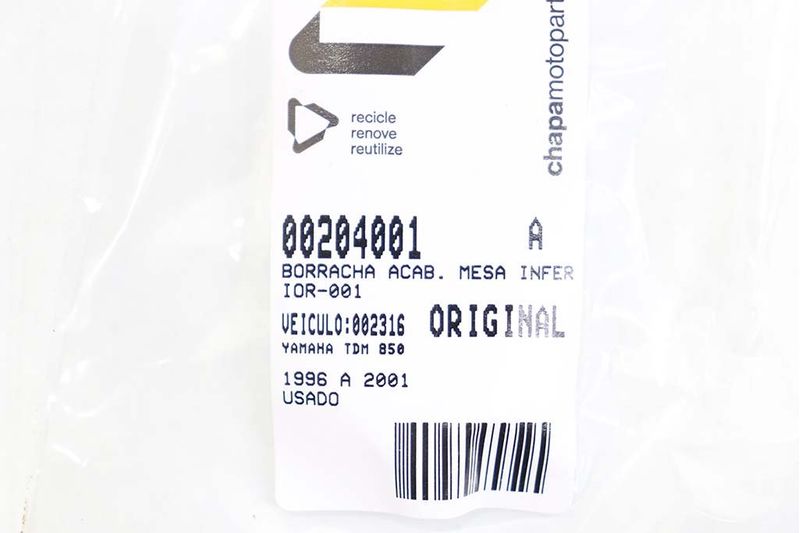 chapamotopart
recicle
renove
reutilize
00204001 A
BORRACHA ACAB. MESA INFER
IOR-001
VEICULO:002316 ORIGINAL
YAMAHA TDM 850
1996 A 2001
USADO